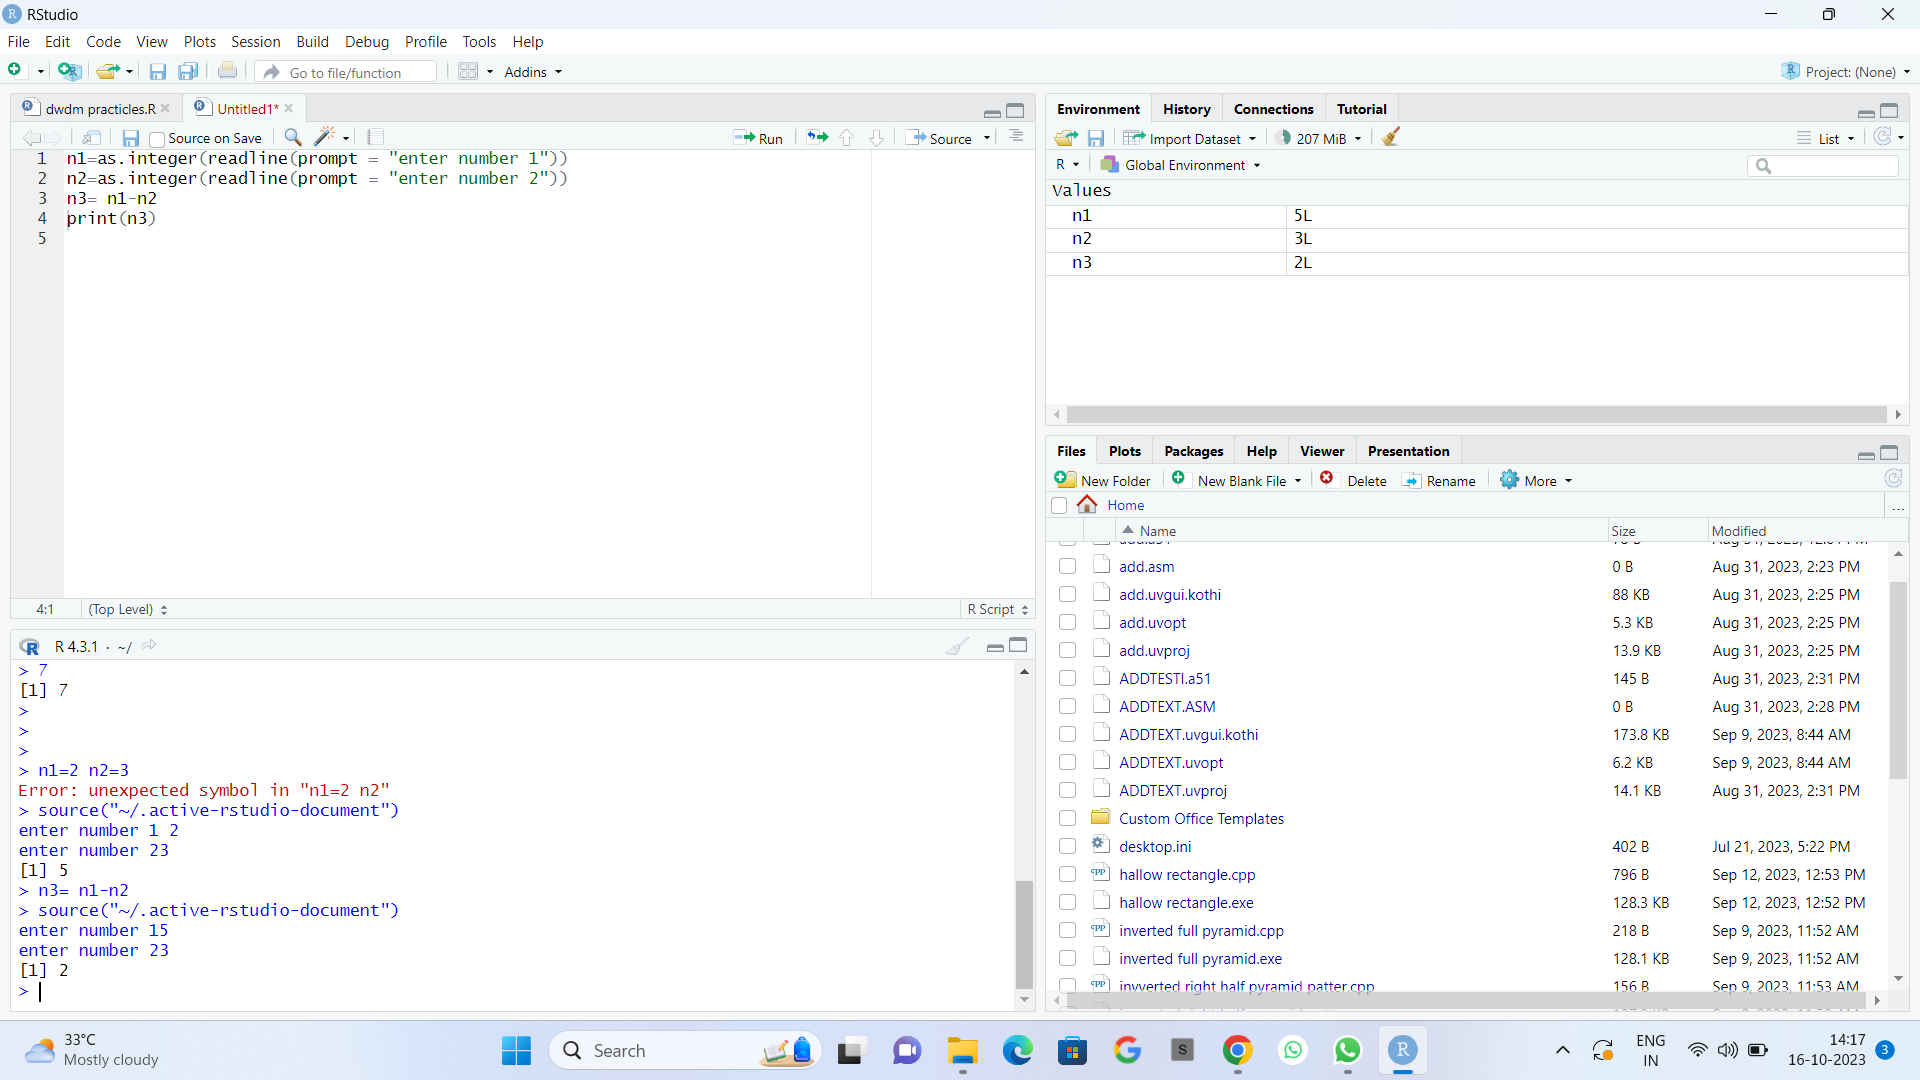 RStudio
File Edit Code View Plots Session Build Debug Profile Tools Help
Go to file/function Addins Project: (None)
dwdm practicles.R Untitled1*
Source on Save Run Source
1 n1=as.integer(readline(prompt = "enter number 1"))
2 n2=as.integer(readline(prompt = "enter number 2"))
3 n3= n1-n2
4 print(n3)
5
4:1 (Top Level) R Script
R 4.3.1 · ~/
> 7
[1] 7
>
>
>
> n1=2 n2=3
Error: unexpected symbol in "n1=2 n2"
> source("~/.active-rstudio-document")
enter number 1 2
enter number 23
[1] 5
> n3= n1-n2
> source("~/.active-rstudio-document")
enter number 15
enter number 23
[1] 2
>
Environment History Connections Tutorial
Import Dataset 207 MiB List
R Global Environment
Values
n1 5L
n2 3L
n3 2L
Files Plots Packages Help Viewer Presentation
New Folder New Blank File Delete Rename More
Home ...
Name Size Modified
add.asm 0 B Aug 31, 2023, 2:23 PM
add.uvgui.kothi 88 KB Aug 31, 2023, 2:25 PM
add.uvopt 5.3 KB Aug 31, 2023, 2:25 PM
add.uvproj 13.9 KB Aug 31, 2023, 2:25 PM
ADDTESTI.a51 145 B Aug 31, 2023, 2:31 PM
ADDTEXT.ASM 0 B Aug 31, 2023, 2:28 PM
ADDTEXT.uvgui.kothi 173.8 KB Sep 9, 2023, 8:44 AM
ADDTEXT.uvopt 6.2 KB Sep 9, 2023, 8:44 AM
ADDTEXT.uvproj 14.1 KB Aug 31, 2023, 2:31 PM
Custom Office Templates
desktop.ini 402 B Jul 21, 2023, 5:22 PM
hallow rectangle.cpp 796 B Sep 12, 2023, 12:53 PM
hallow rectangle.exe 128.3 KB Sep 12, 2023, 12:52 PM
inverted full pyramid.cpp 218 B Sep 9, 2023, 11:52 AM
inverted full pyramid.exe 128.1 KB Sep 9, 2023, 11:52 AM
invverted right half pyramid patter.cpp 156 B Sep 9, 2023, 11:53 AM
33°C
Mostly cloudy
Search
ENG
IN
14:17
16-10-2023
3